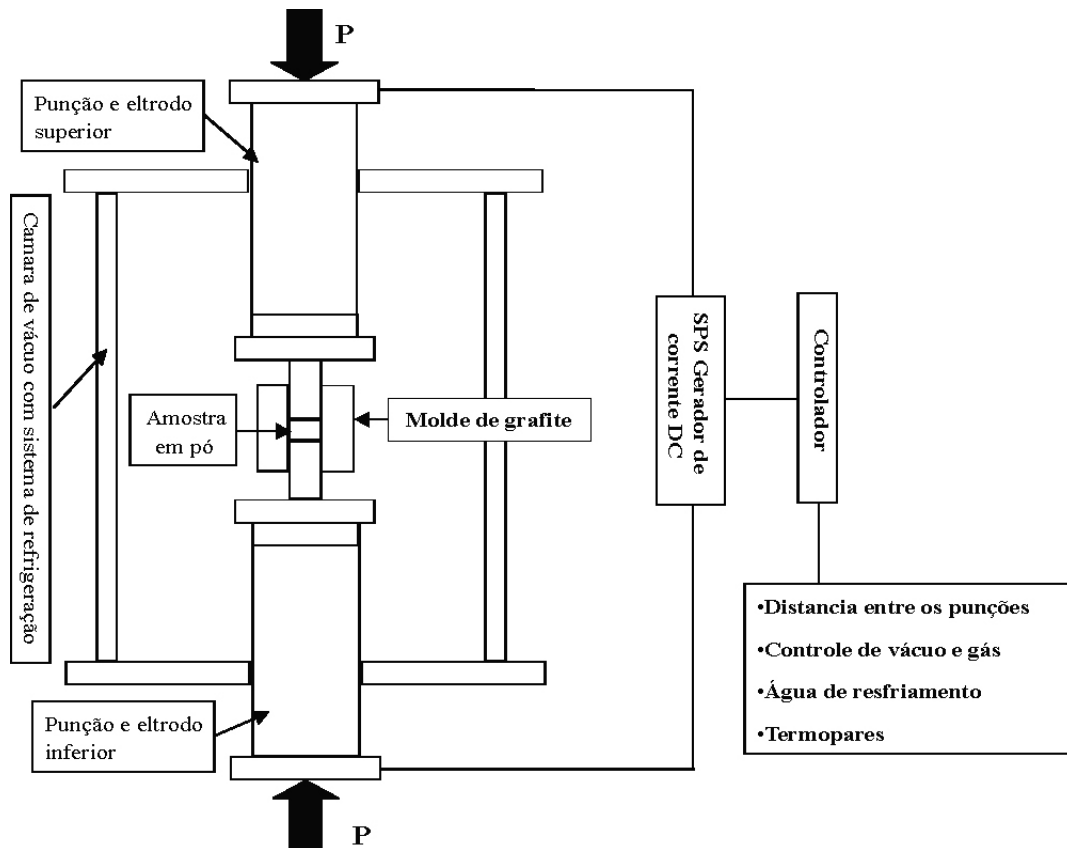 P
Punção e eltrodo
superior
Camara de vácuo com sistema de refrigeração
Amostra
em pó
Molde de grafite
SPS Gerador de
corrente DC
Controlador
•Distancia entre os punções
•Controle de vácuo e gás
•Água de resfriamento
•Termopares
Punção e eltrodo
inferior
P